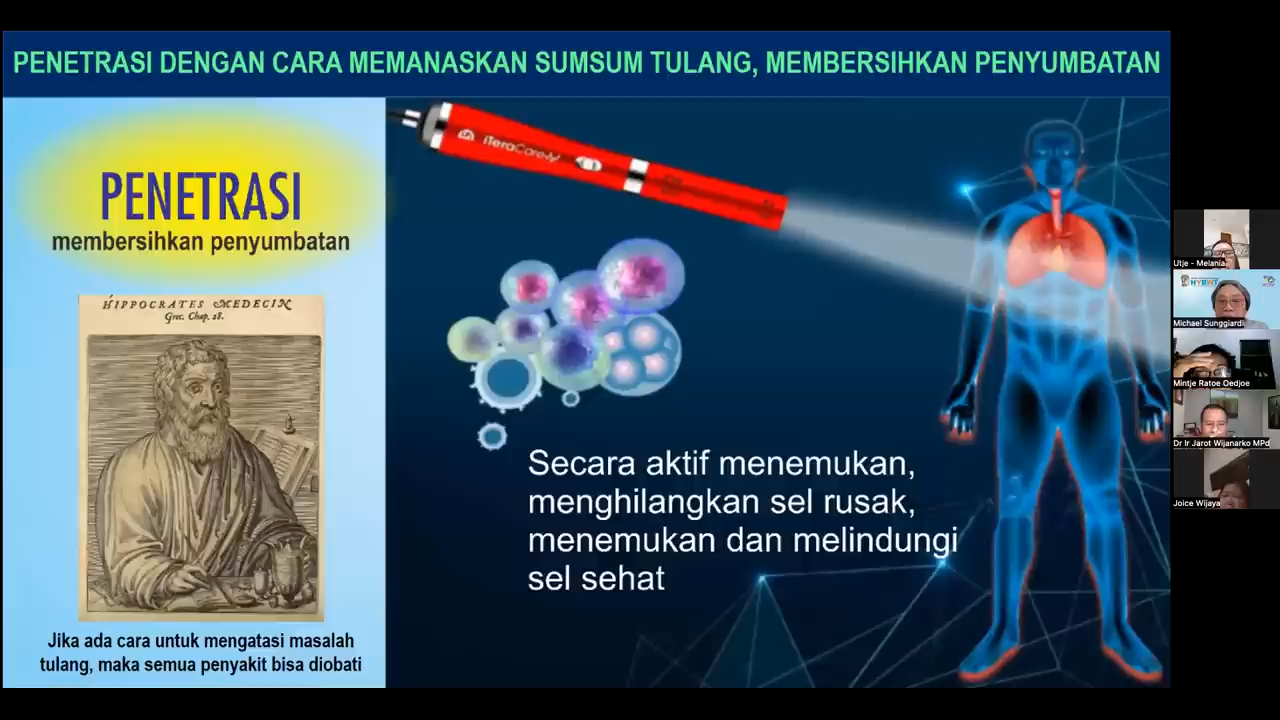 PENETRASI DENGAN CARA MEMANASKAN SUMSUM TULANG, MEMBERSIHKAN PENYUMBATAN
PENETRASI
membersihkan penyumbatan
HIPPOCRATES MEDECIN
Grec. Chap. 28.
Jika ada cara untuk mengatasi masalah
tulang, maka semua penyakit bisa diobati
iTeraCare
Secara aktif menemukan,
menghilangkan sel rusak,
menemukan dan melindungi
sel sehat
Utje - Melania
Michael Sunggiardi
Mintje Ratoe Oedjoe
Dr Ir Jarot Wijanarko MPd
Joice Wijaya